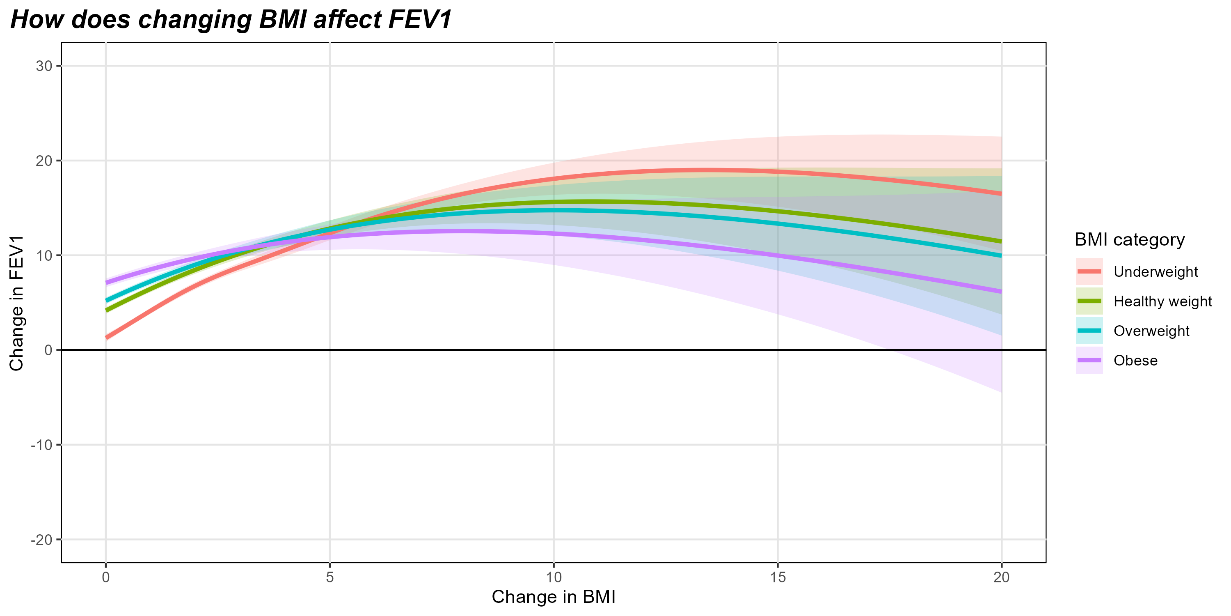 How does changing BMI affect FEV1
30
20
10
0
-10
-20
Change in FEV1
0 5 10 15 20
Change in BMI
BMI category
Underweight
Healthy weight
Overweight
Obese